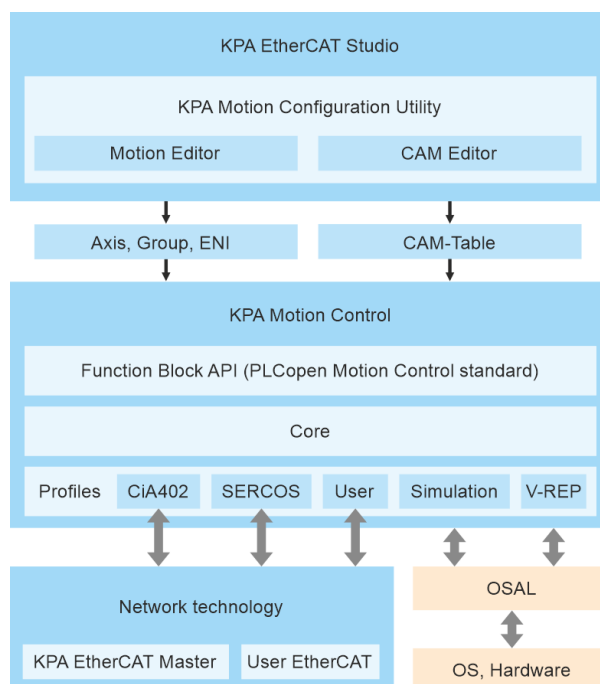 KPA EtherCAT Studio
KPA Motion Configuration Utility
Motion Editor
CAM Editor
Axis, Group, ENI
CAM-Table
KPA Motion Control
Function Block API (PLCopen Motion Control standard)
Core
Profiles
CiA402
SERCOS
User
Simulation
V-REP
Network technology
KPA EtherCAT Master
User EtherCAT
OSAL
OS, Hardware